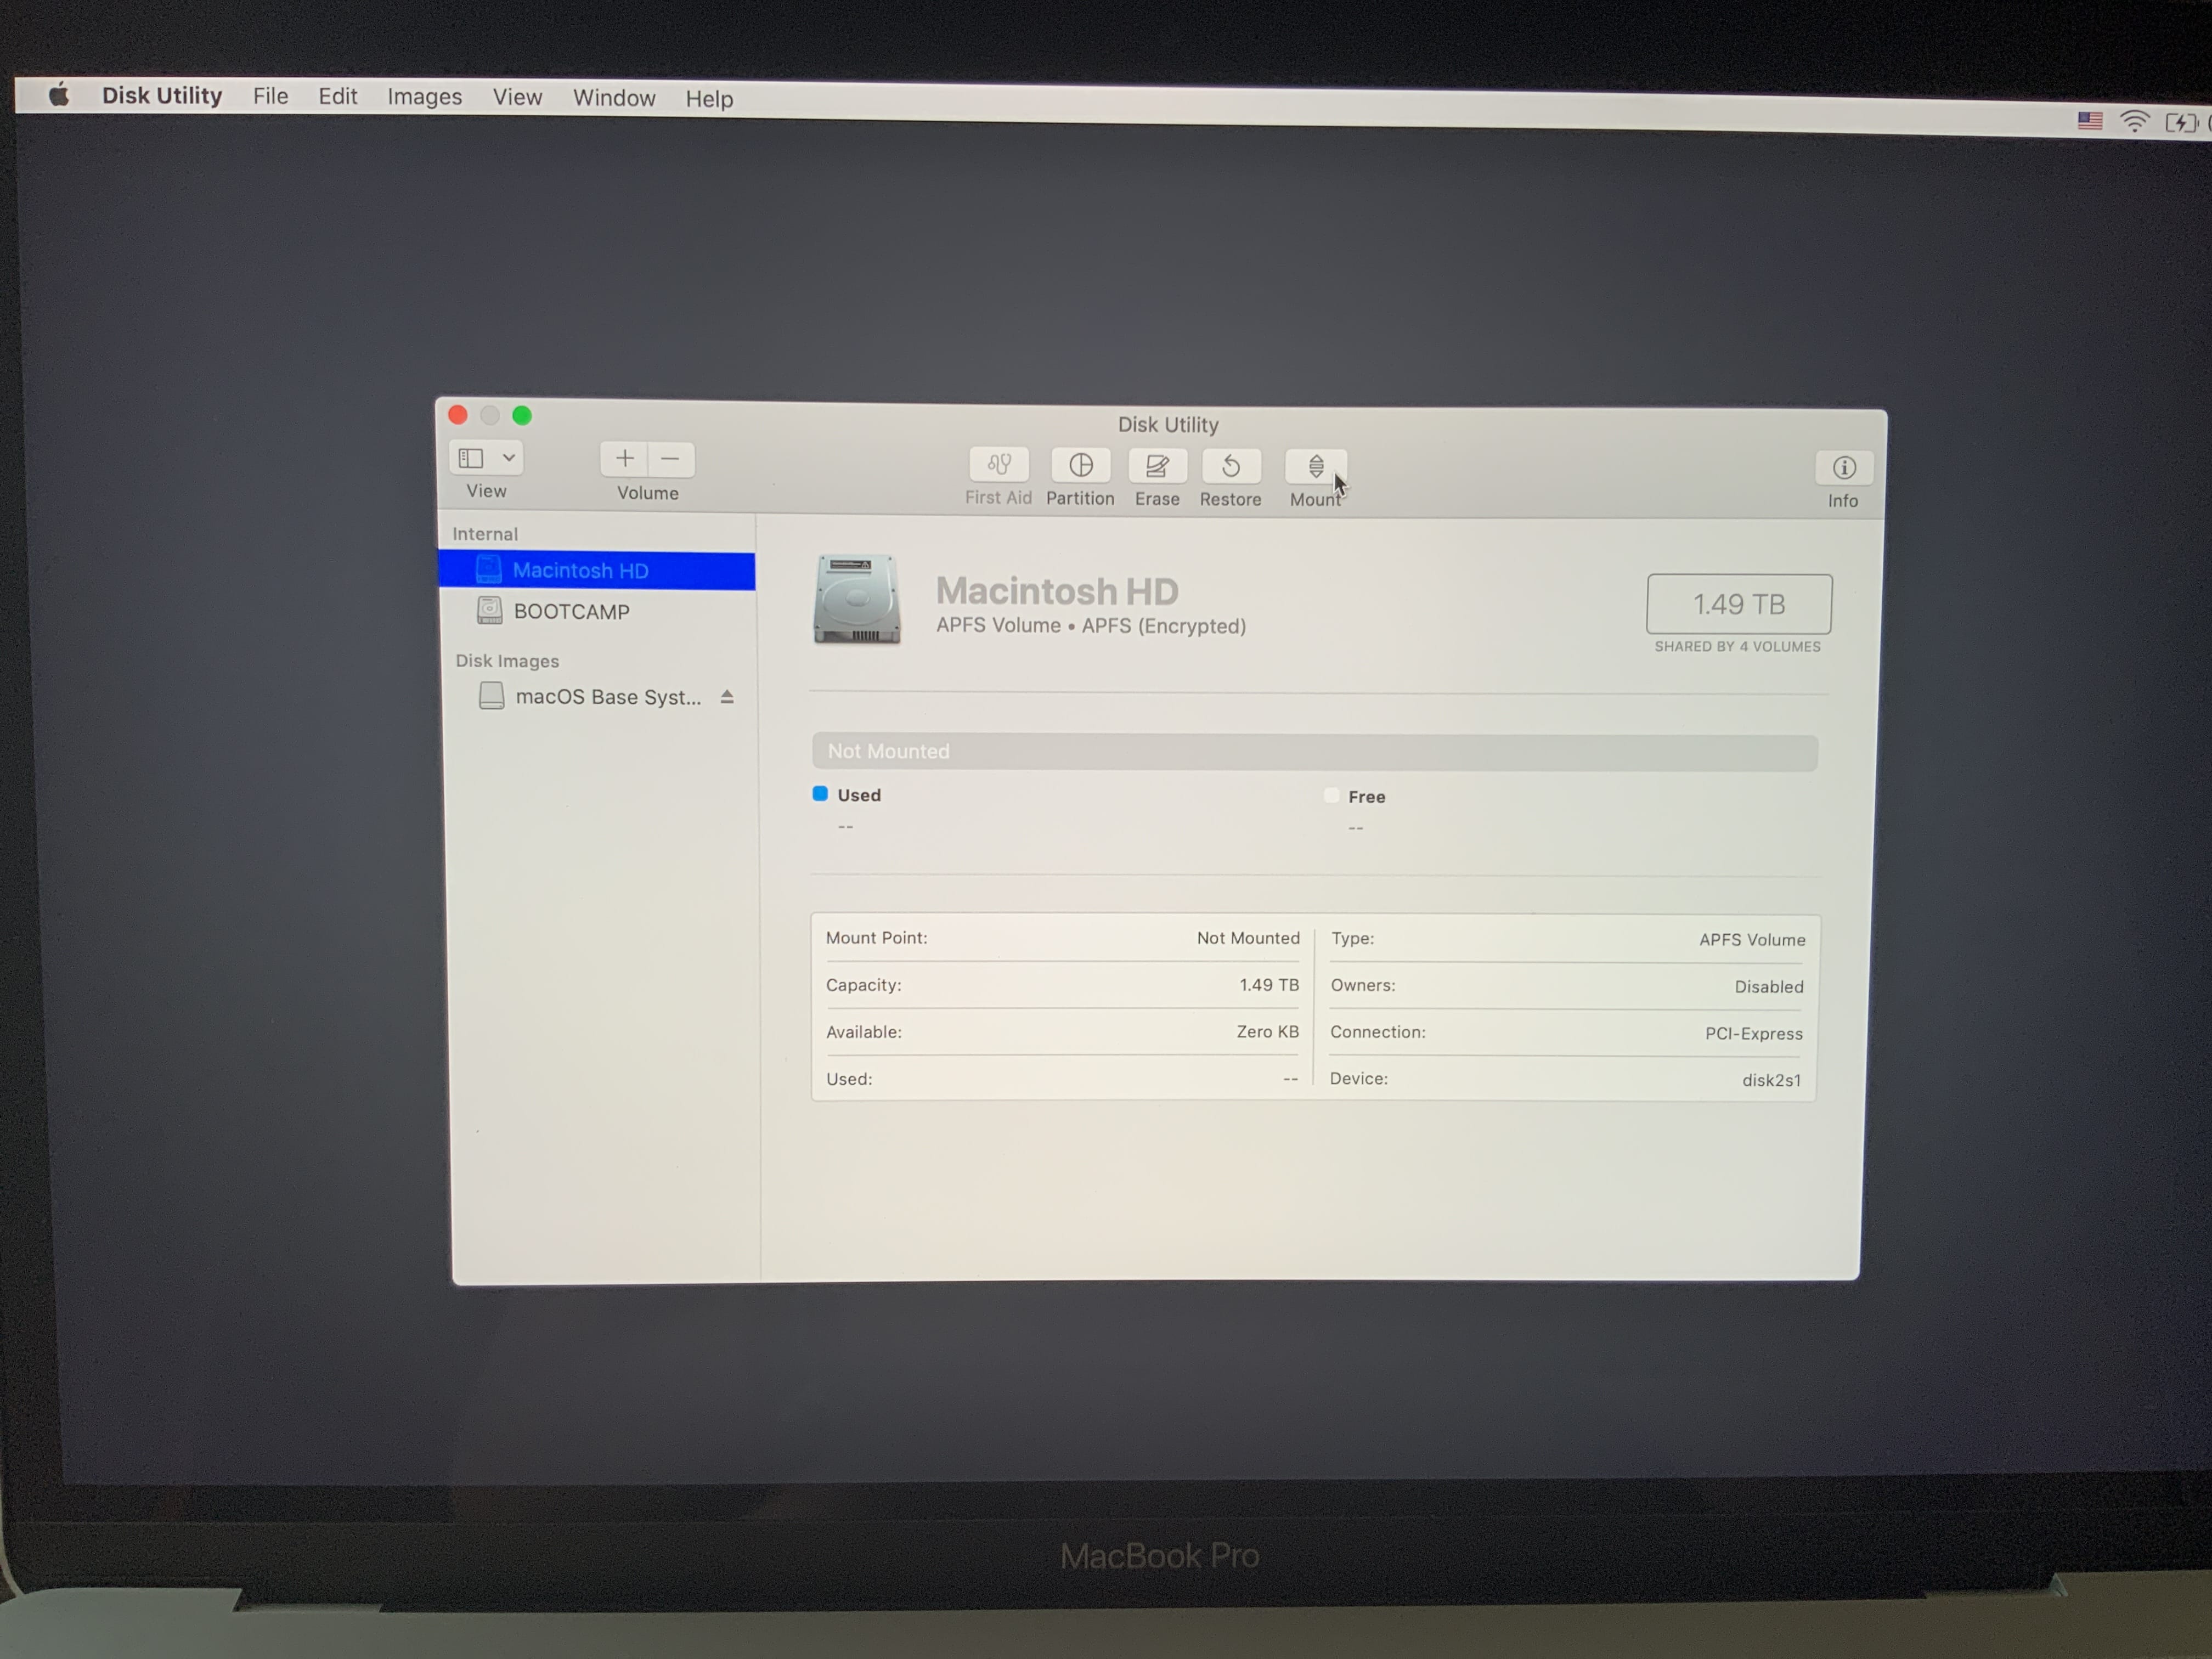 Disk Utility File Edit Images View Window Help
Disk Utility
View
Volume
First Aid Partition Erase Restore Mount
Info
Internal
Macintosh HD
BOOTCAMP
Disk Images
macOS Base Syst...
Macintosh HD
APFS Volume • APFS (Encrypted)
1.49 TB
SHARED BY 4 VOLUMES
Not Mounted
Used
--
Free
--
Mount Point: Not Mounted
Type: APFS Volume
Capacity: 1.49 TB
Owners: Disabled
Available: Zero KB
Connection: PCI-Express
Used: --
Device: disk2s1
MacBook Pro